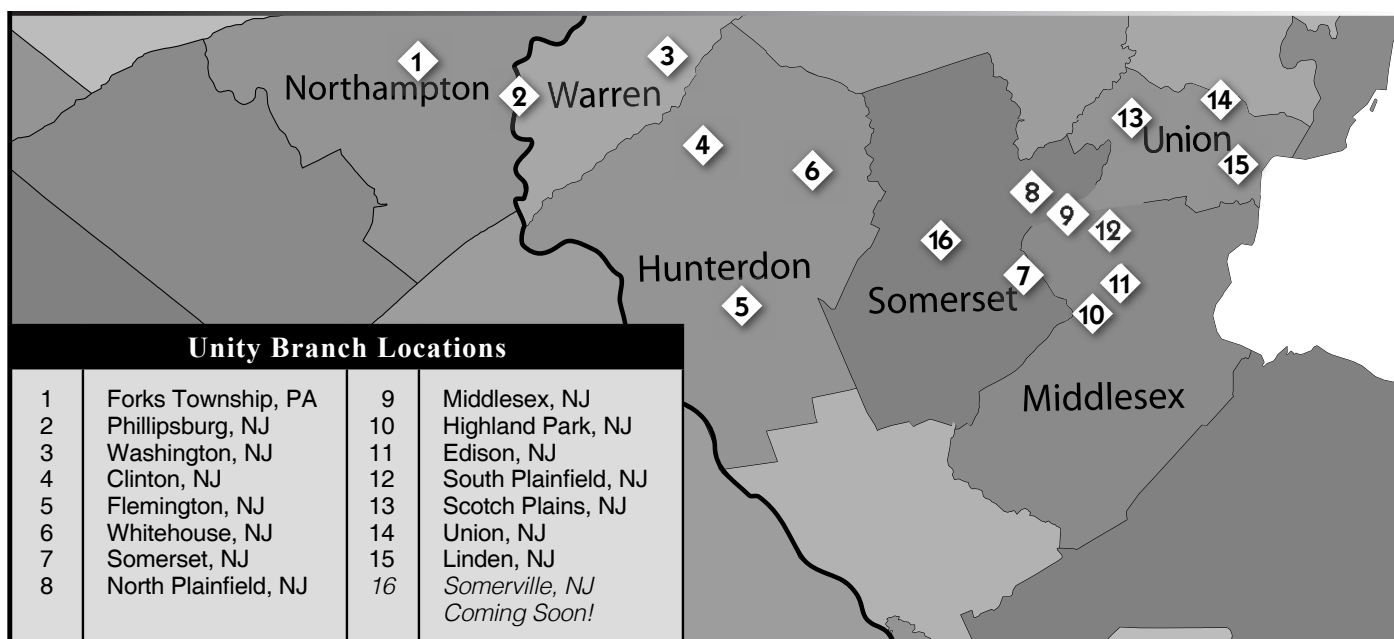 1
3
Northampton
2
Warren
14
13
Union
4
15
6
8
9
12
16
Hunterdon
7
11
Somerset
5
10
Middlesex
Unity Branch Locations
1 Forks Township, PA 9 Middlesex, NJ
2 Phillipsburg, NJ 10 Highland Park, NJ
3 Washington, NJ 11 Edison, NJ
4 Clinton, NJ 12 South Plainfield, NJ
5 Flemington, NJ 13 Scotch Plains, NJ
6 Whitehouse, NJ 14 Union, NJ
7 Somerset, NJ 15 Linden, NJ
8 North Plainfield, NJ 16 Somerville, NJ
Coming Soon!